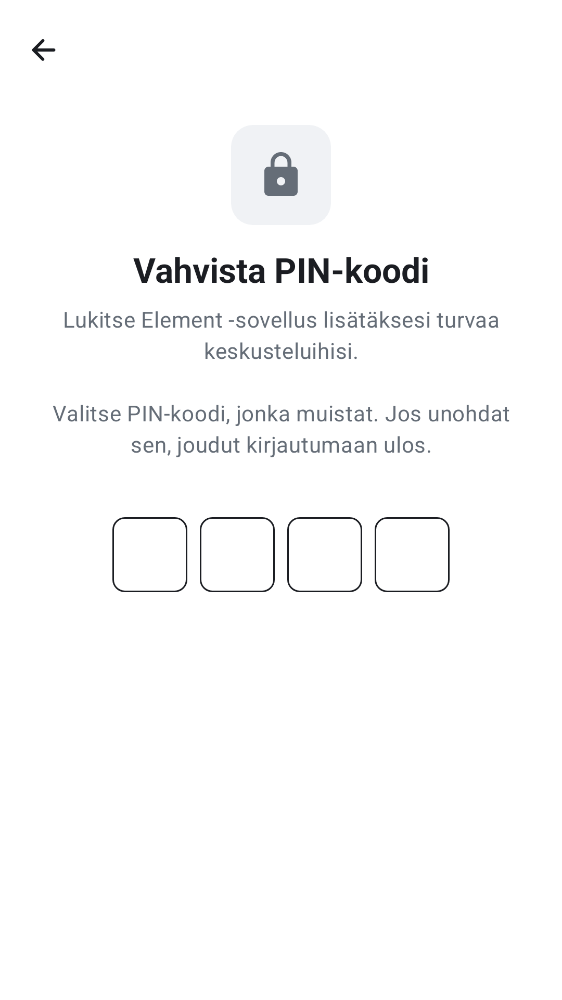 Vahvista PIN-koodi
Lukitse Element -sovellus lisätäksesi turvaa
keskusteluihisi.
Valitse PIN-koodi, jonka muistat. Jos unohdat
sen, joudut kirjautumaan ulos.